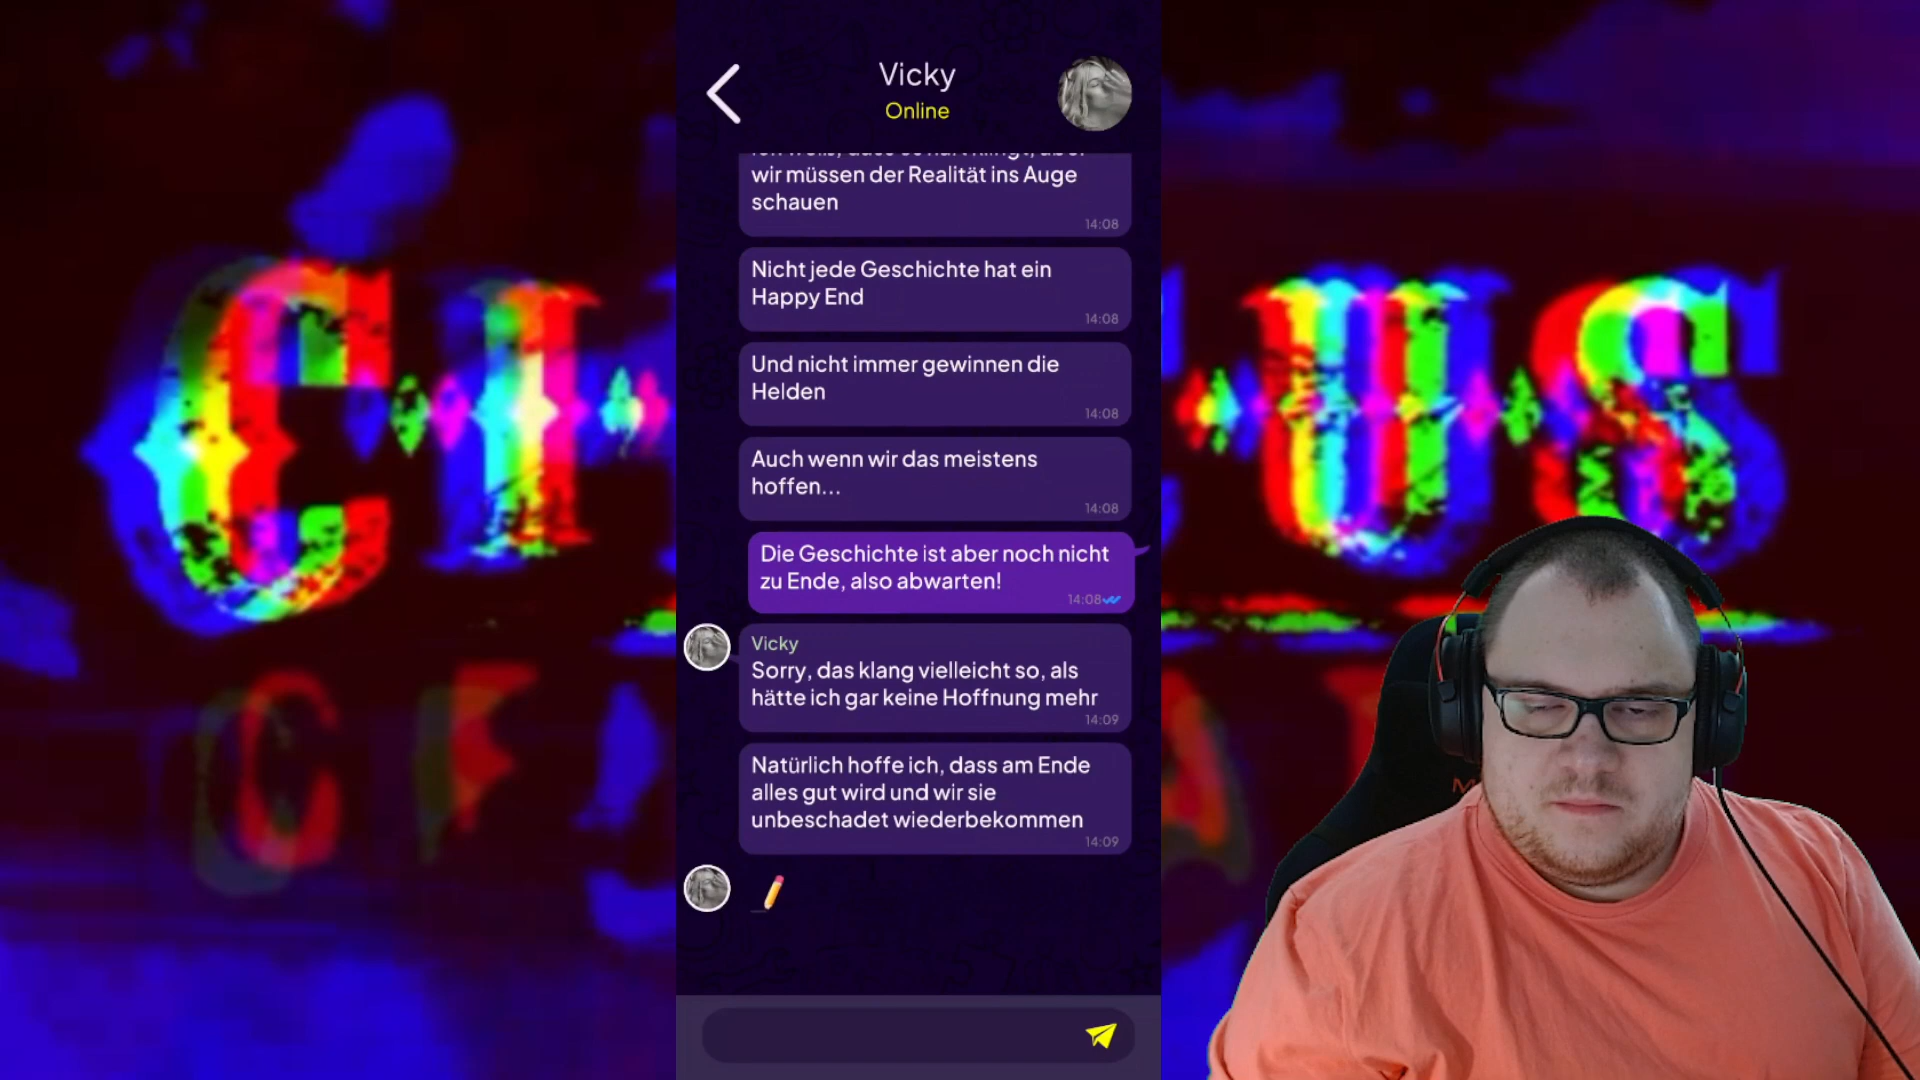 Vicky
Online
wir müssen der Realität ins Auge
schauen
14:08
Nicht jede Geschichte hat ein
Happy End
14:08
Und nicht immer gewinnen die
Helden
14:08
Auch wenn wir das meistens
hoffen...
14:08
Die Geschichte ist aber noch nicht
zu Ende, also abwarten!
14:08
Vicky
Sorry, das klang vielleicht so, als
hätte ich gar keine Hoffnung mehr
14:09
Natürlich hoffe ich, dass am Ende
alles gut wird und wir sie
unbeschadet wiederbekommen
14:09